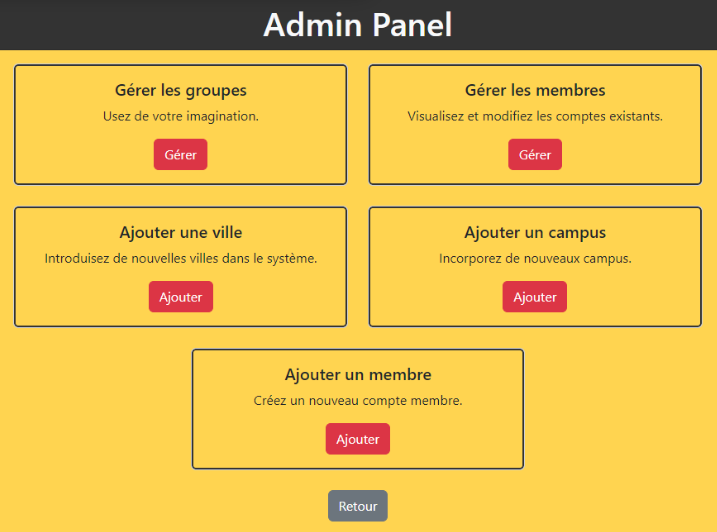 Admin Panel
Gérer les groupes
Usez de votre imagination.
Gérer
Gérer les membres
Visualisez et modifiez les comptes existants.
Gérer
Ajouter une ville
Introduisez de nouvelles villes dans le système.
Ajouter
Ajouter un campus
Incorporez de nouveaux campus.
Ajouter
Ajouter un membre
Créez un nouveau compte membre.
Ajouter
Retour